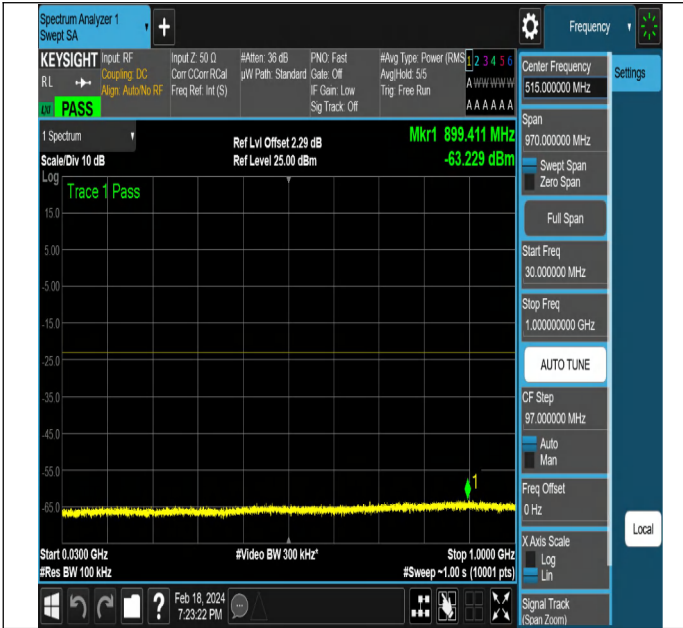 Spectrum Analyzer 1
Swept SA
+
Frequency
KEYSIGHT
RL
LXI
PASS
Input: RF
Coupling: DC
Align: Auto/No RF
Input Z: 50 Ω
Corr CCorr RCal
Freq Ref: Int (S)
#Atten: 36 dB
µW Path: Standard
PNO: Fast
Gate: Off
IF Gain: Low
Sig Track: Off
#Avg Type: Power (RMS
Avg|Hold: 5/5
Trig: Free Run
1 2 3 4 5 6
A W W W W W
A A A A A A
1 Spectrum
Scale/Div 10 dB
Ref Lvl Offset 2.29 dB
Ref Level 25.00 dBm
Mkr1 899.411 MHz
-63.229 dBm
Log
Trace 1 Pass
15.0
5.00
-5.00
-15.0
-25.0
-35.0
-45.0
-55.0
-65.0
1
Start 0.0300 GHz
#Res BW 100 kHz
#Video BW 300 kHz*
Stop 1.0000 GHz
#Sweep ~1.00 s (10001 pts)
?
Feb 18, 2024
7:23:22 PM
Center Frequency
515.000000 MHz
Settings
Span
970.000000 MHz
Swept Span
Zero Span
Full Span
Start Freq
30.000000 MHz
Stop Freq
1.000000000 GHz
AUTO TUNE
CF Step
97.000000 MHz
Auto
Man
Freq Offset
0 Hz
X Axis Scale
Log
Lin
Local
Signal Track
(Span Zoom)